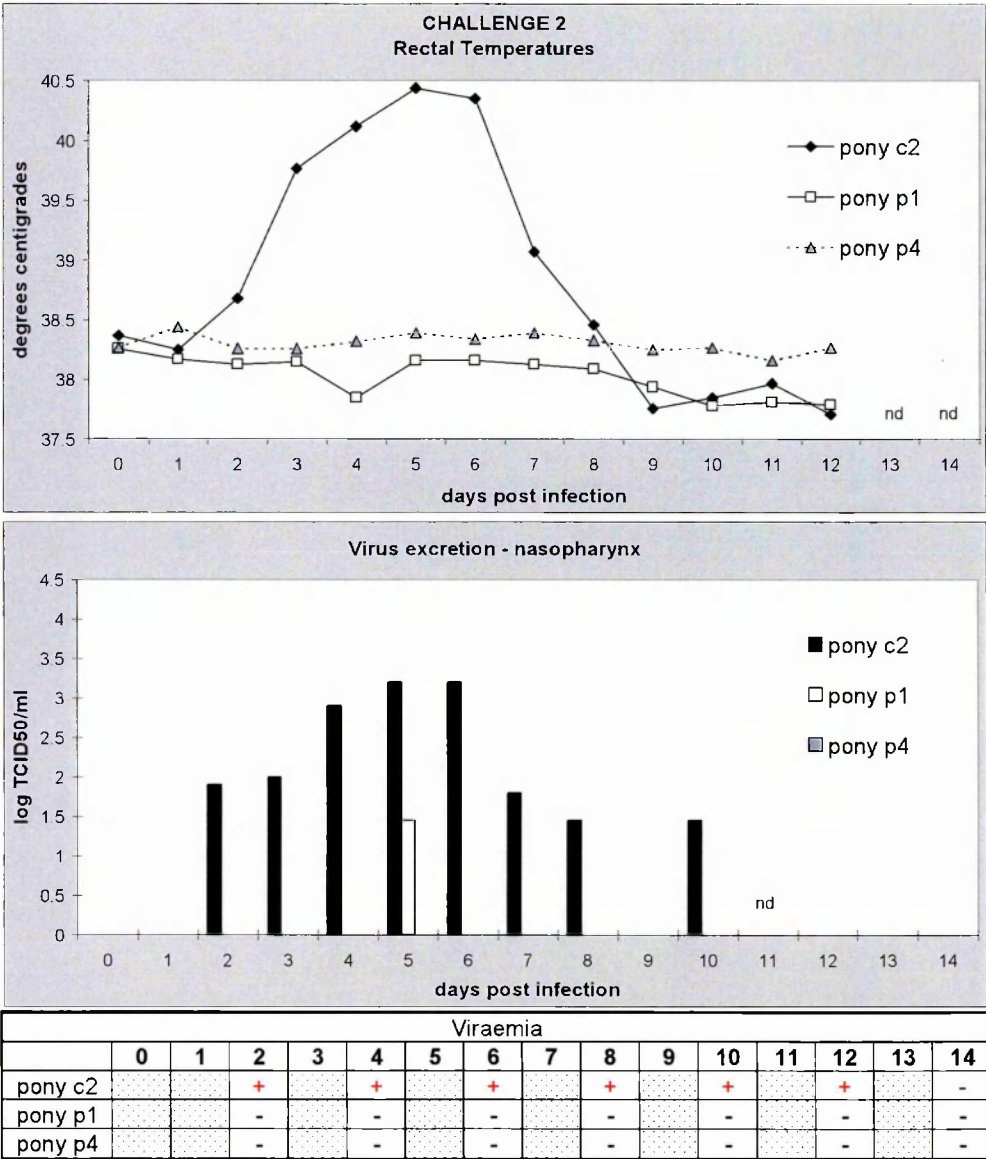 CHALLENGE 2
Rectal Temperatures
40.5
40
39.5
39
38.5
38
37.5
degrees centigrades
pony c2
pony p1
pony p4
nd nd
0 1 2 3 4 5 6 7 8 9 10 11 12 13 14
days post infection
Virus excretion - nasopharynx
4.5
4
3.5
3
2.5
2
1.5
1
0.5
0
log TCID50/ml
pony c2
pony p1
pony p4
nd
0 1 2 3 4 5 6 7 8 9 10 11 12 13 14
days post infection
Viraemia
0 1 2 3 4 5 6 7 8 9 10 11 12 13 14
pony c2 + + + + + + -
pony p1 - - - - - - -
pony p4 - - - - - - -